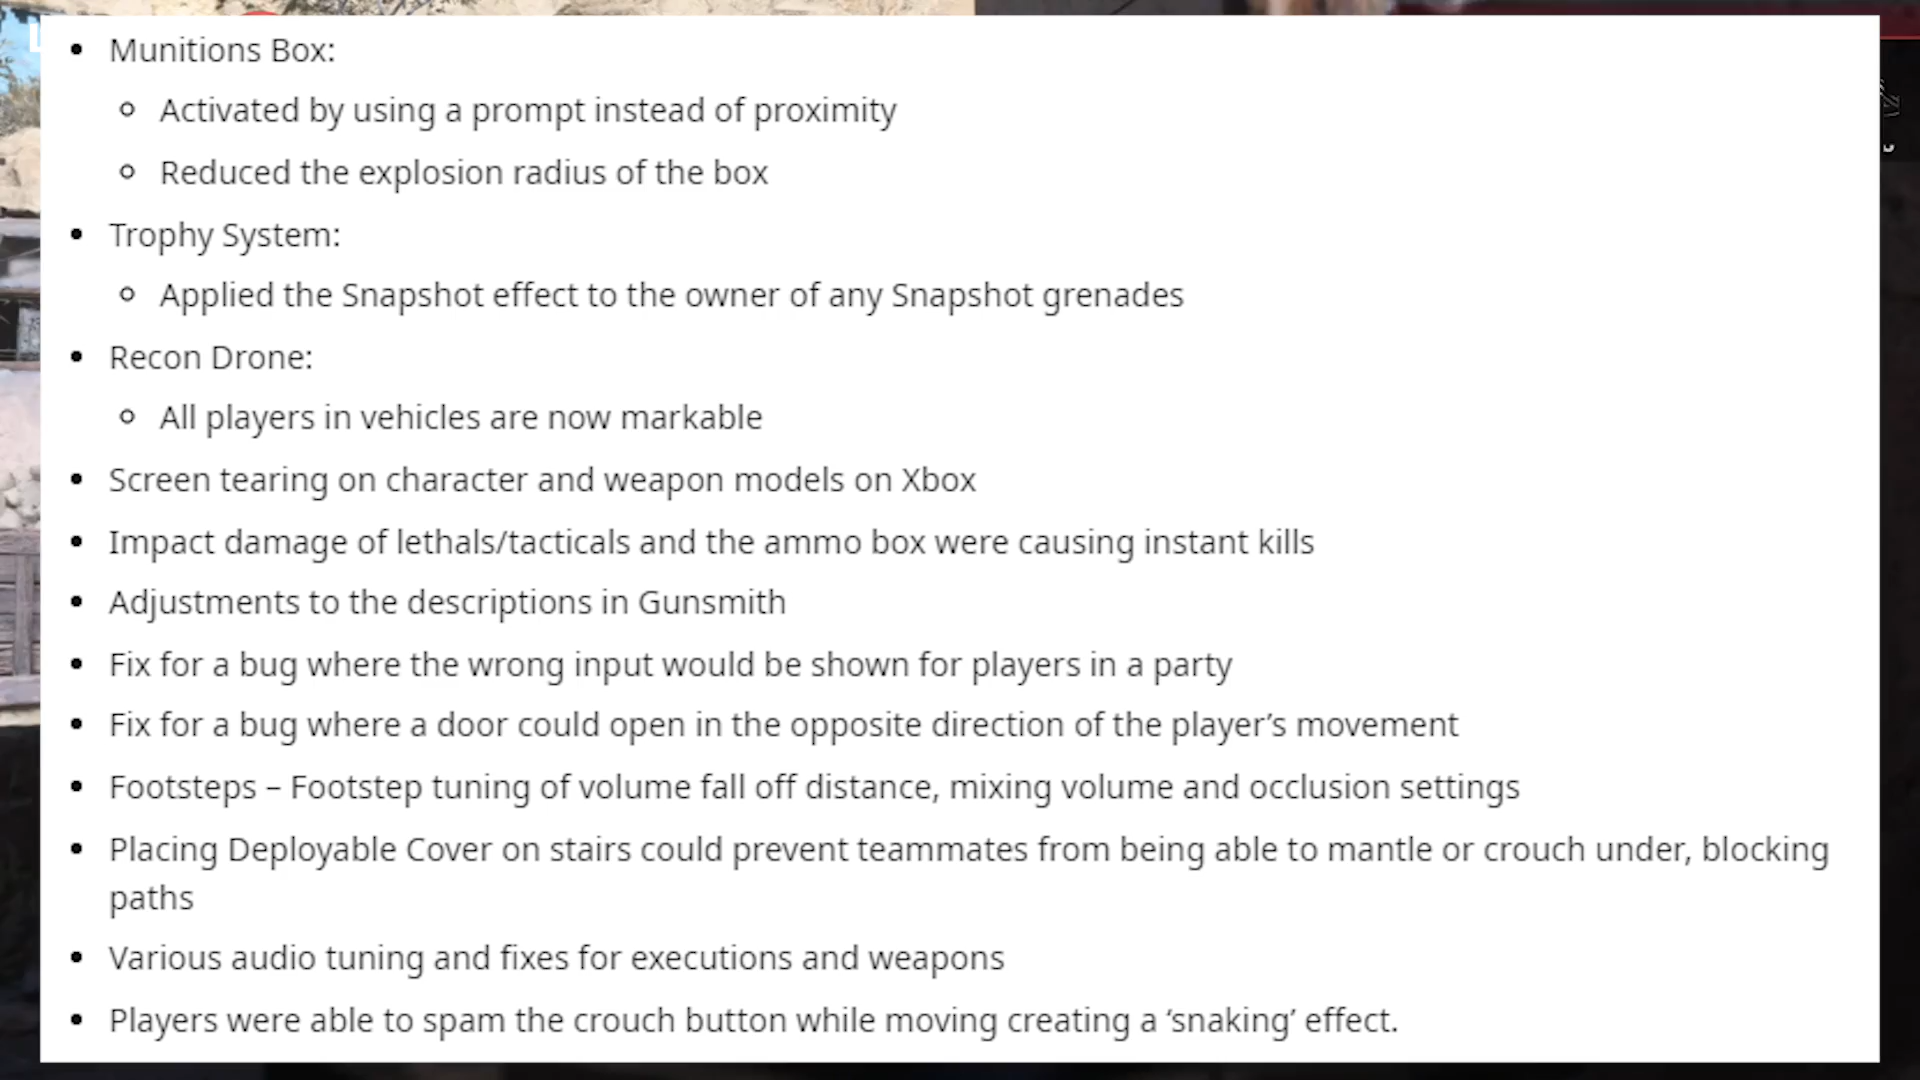 Munitions Box:
Activated by using a prompt instead of proximity
Reduced the explosion radius of the box
Trophy System:
Applied the Snapshot effect to the owner of any Snapshot grenades
Recon Drone:
All players in vehicles are now markable
Screen tearing on character and weapon models on Xbox
Impact damage of lethals/tacticals and the ammo box were causing instant kills
Adjustments to the descriptions in Gunsmith
Fix for a bug where the wrong input would be shown for players in a party
Fix for a bug where a door could open in the opposite direction of the player’s movement
Footsteps – Footstep tuning of volume fall off distance, mixing volume and occlusion settings
Placing Deployable Cover on stairs could prevent teammates from being able to mantle or crouch under, blocking
paths
Various audio tuning and fixes for executions and weapons
Players were able to spam the crouch button while moving creating a ‘snaking’ effect.